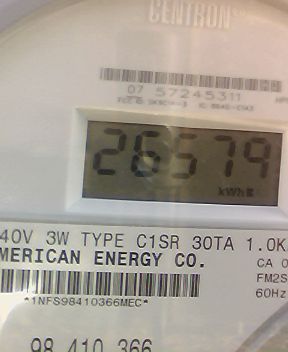 CENTRON
07 57245311
26579
kWh
40V 3W TYPE C1SR 30TA 1.0K
MERICAN ENERGY CO.
CA 0
FM2S
60Hz
*1NFS98410366MEC*
98 410 366